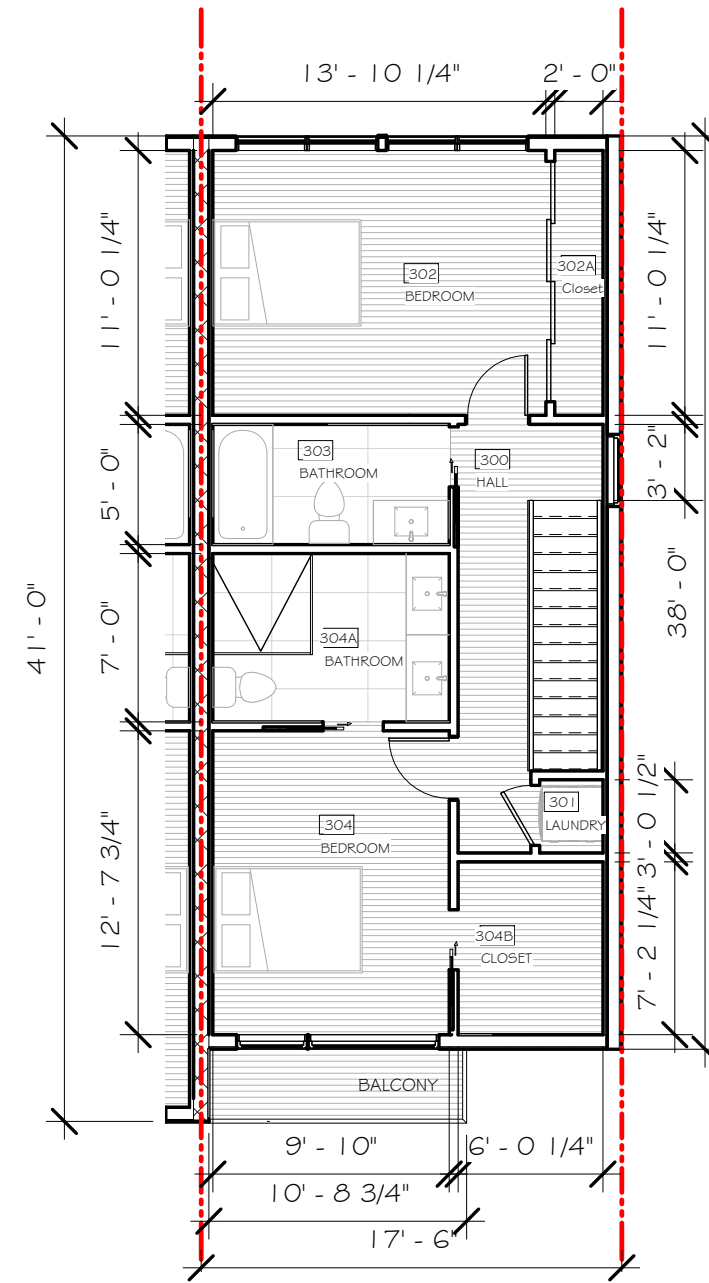 13' - 10 1/4"
2' - 0"
11' - 0 1/4"
11' - 0 1/4"
302
BEDROOM
302A
Closet
303
BATHROOM
300
HALL
5' - 0"
3' - 2"
41' - 0"
7' - 0"
38' - 0"
304A
BATHROOM
304
BEDROOM
301
LAUNDRY
12' - 7 3/4"
3' - 0 1/2"
304B
CLOSET
7' - 2 1/4"
BALCONY
9' - 10"
6' - 0 1/4"
10' - 8 3/4"
17' - 6"